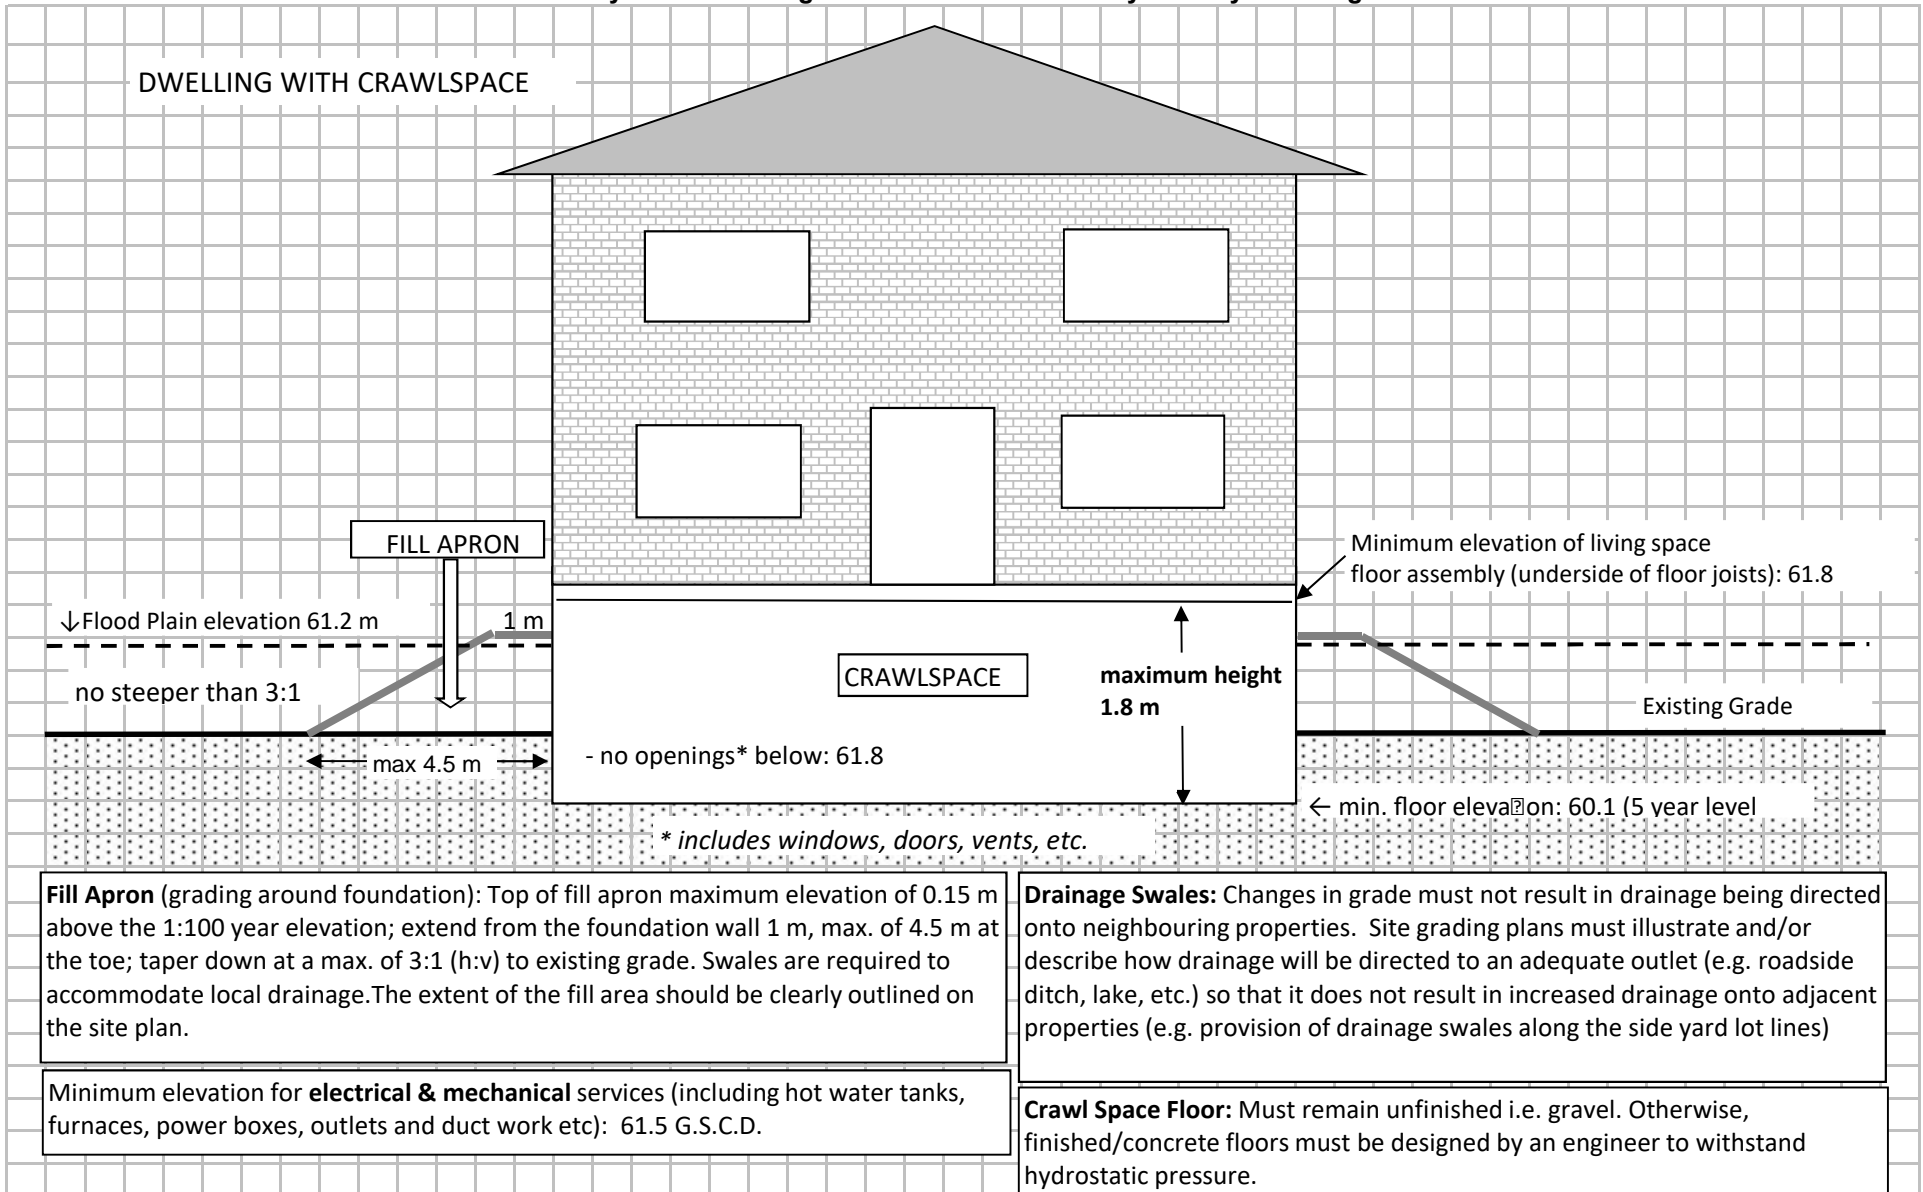 DWELLING WITH CRAWLSPACE
FILL APRON
Minimum elevation of living space
floor assembly (underside of floor joists): 61.8
↓Flood Plain elevation 61.2 m
1 m
no steeper than 3:1
CRAWLSPACE
maximum height
1.8 m
Existing Grade
max 4.5 m
- no openings* below: 61.8
← min. floor eleva⍰on: 60.1 (5 year level
* includes windows, doors, vents, etc.
Fill Apron (grading around foundation): Top of fill apron maximum elevation of 0.15 m
above the 1:100 year elevation; extend from the foundation wall 1 m, max. of 4.5 m at
the toe; taper down at a max. of 3:1 (h:v) to existing grade. Swales are required to
accommodate local drainage.The extent of the fill area should be clearly outlined on
the site plan.
Minimum elevation for electrical & mechanical services (including hot water tanks,
furnaces, power boxes, outlets and duct work etc): 61.5 G.S.C.D.
Drainage Swales: Changes in grade must not result in drainage being directed
onto neighbouring properties. Site grading plans must illustrate and/or
describe how drainage will be directed to an adequate outlet (e.g. roadside
ditch, lake, etc.) so that it does not result in increased drainage onto adjacent
properties (e.g. provision of drainage swales along the side yard lot lines)
Crawl Space Floor: Must remain unfinished i.e. gravel. Otherwise,
finished/concrete floors must be designed by an engineer to withstand
hydrostatic pressure.